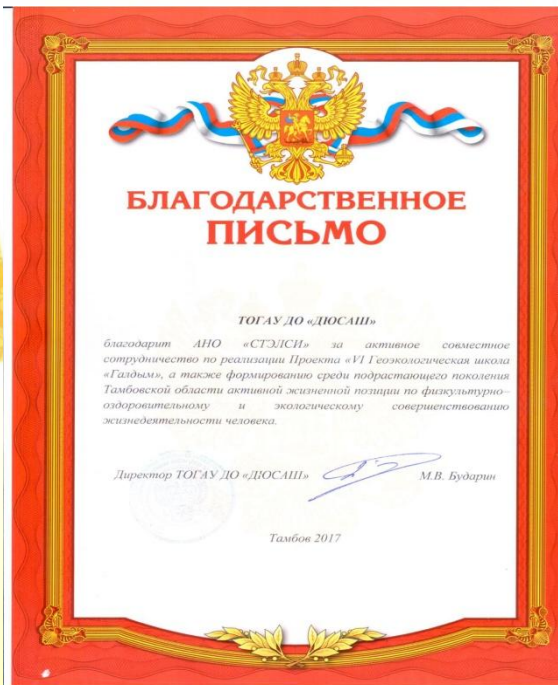 БЛАГОДАРСТВЕННОЕ
ПИСЬМО
ТОГАУ ДО «ДЮСАШ»
благодарит АНО «СТЭЛСИ» за активное совместное
сотрудничество по реализации Проекта «VI Геоэкологическая школа
«Галдым», а также формированию среди подрастающего поколения
Тамбовской области активной жизненной позиции по физкультурно–
оздоровительному и экологическому совершенствованию
жизнедеятельности человека.
Директор ТОГАУ ДО «ДЮСАШ» М.В. Бударин
Тамбов 2017